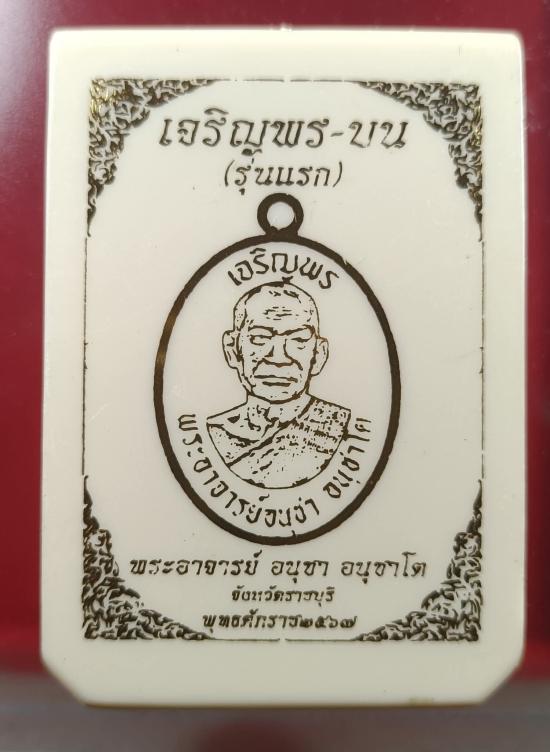 เจริญพร-บน
(รุ่นแรก)
เจริญพร
พระอาจารย์อนุชา อนุชาโต
พระอาจารย์ อนุชา อนุชาโต
จังหวัดราชบุรี
พุทธศักราช๒๕๖๗